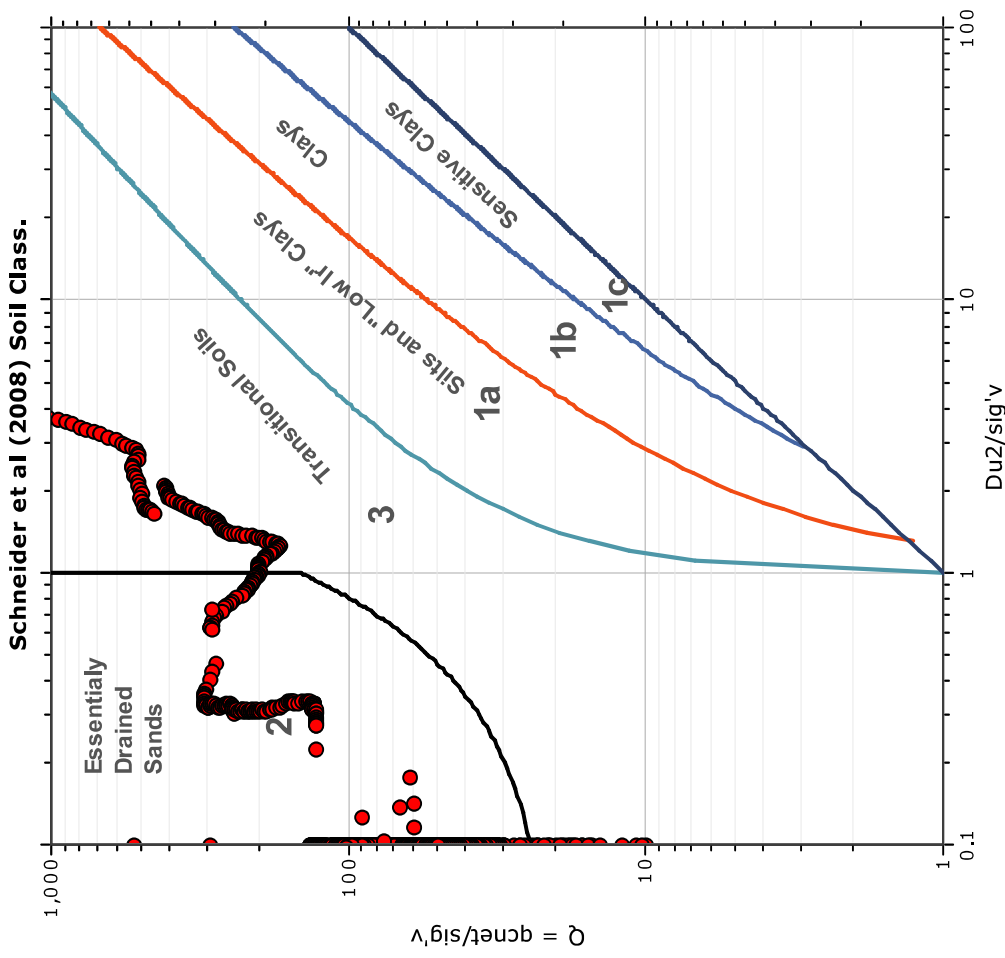 Schneider et al (2008) Soil Class.
Essentialy
Drained
Sands
Transitional Soils
Silts and "Low Ir" Clays
Clays
Sensitive Clays
2
3
1a
1b
1c
1,000
100
10
1
0.1
1
10
100
Q = qcnet/sig'v
Du2/sig'v